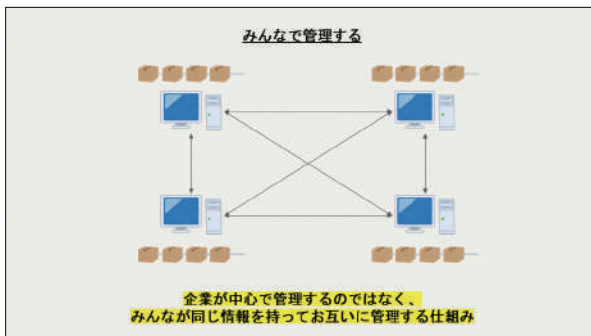 みんなで管理する
企業が中心で管理するのではなく、
みんなが同じ情報を持ってお互いに管理する仕組み